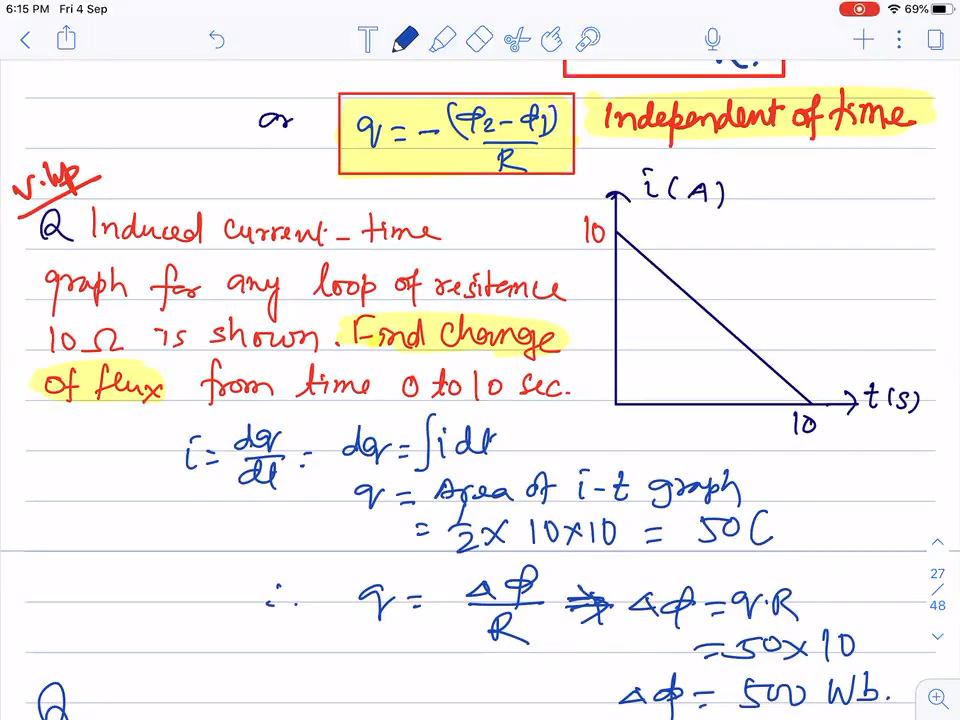 6:15 PM Fri 4 Sep 69%
T
R.
or q = - (φ2 - φ1) / R Independent of time
V. Imp
Q Induced current - time
graph for any loop of resistence
10 Ω is shown. Find change
of flux from time 0 to 10 sec.
i (A)
10
10
t (s)
i = dq/dt = dq = ∫ i dt
q = Area of i-t graph
= 1/2 × 10×10 = 50 C
∴ q = Δφ/R ⇒ Δφ = q.R
= 50 × 10
Δφ = 500 Wb.
Q
27
/
48